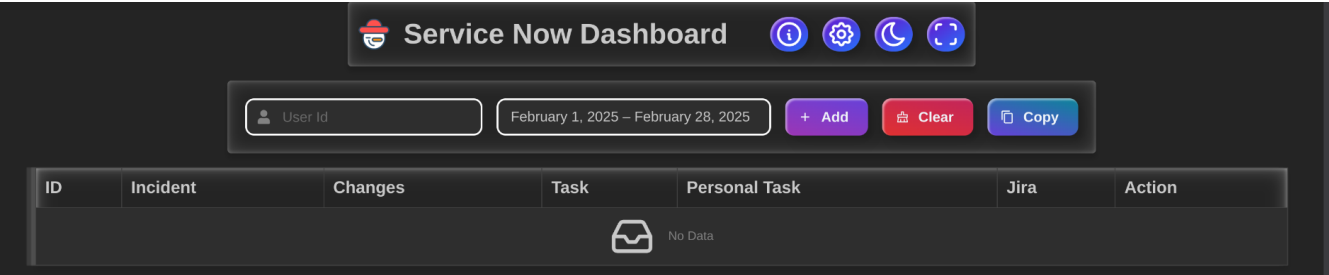 Service Now Dashboard
User Id
February 1, 2025 – February 28, 2025
+ Add
Clear
Copy
ID Incident Changes Task Personal Task Jira Action
No Data